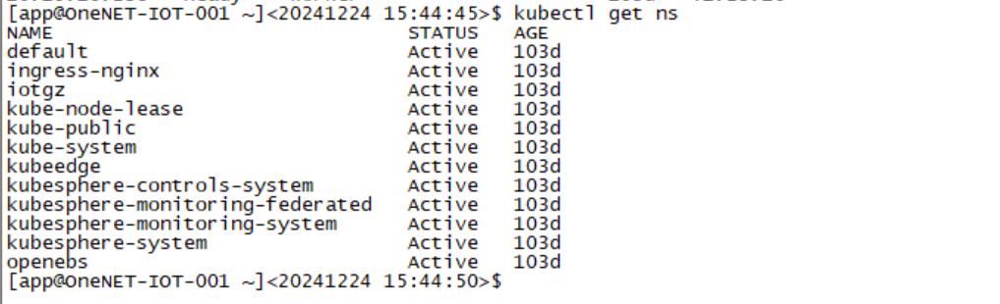 [app@OneNET-IOT-001 ~]<20241224 15:44:45>$ kubectl get ns
NAME STATUS AGE
default Active 103d
ingress-nginx Active 103d
iotgz Active 103d
kube-node-lease Active 103d
kube-public Active 103d
kube-system Active 103d
kubeedge Active 103d
kubesphere-controls-system Active 103d
kubesphere-monitoring-federated Active 103d
kubesphere-monitoring-system Active 103d
kubesphere-system Active 103d
openebs Active 103d
[app@OneNET-IOT-001 ~]<20241224 15:44:50>$